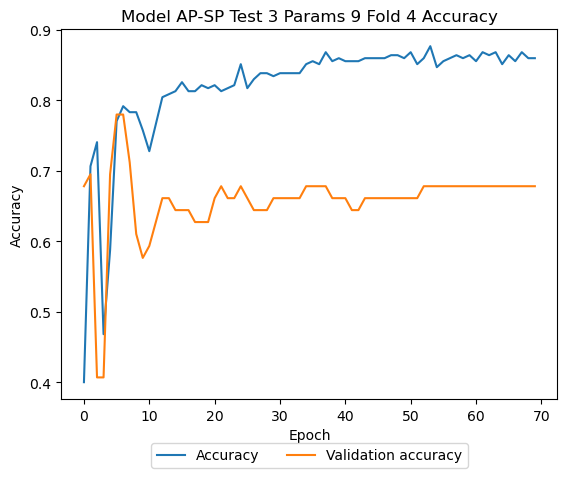 Model AP-SP Test 3 Params 9 Fold 4 Accuracy
0.9
0.8
0.7
0.6
0.5
0.4
Accuracy
0 10 20 30 40 50 60 70
Epoch
Accuracy Validation accuracy